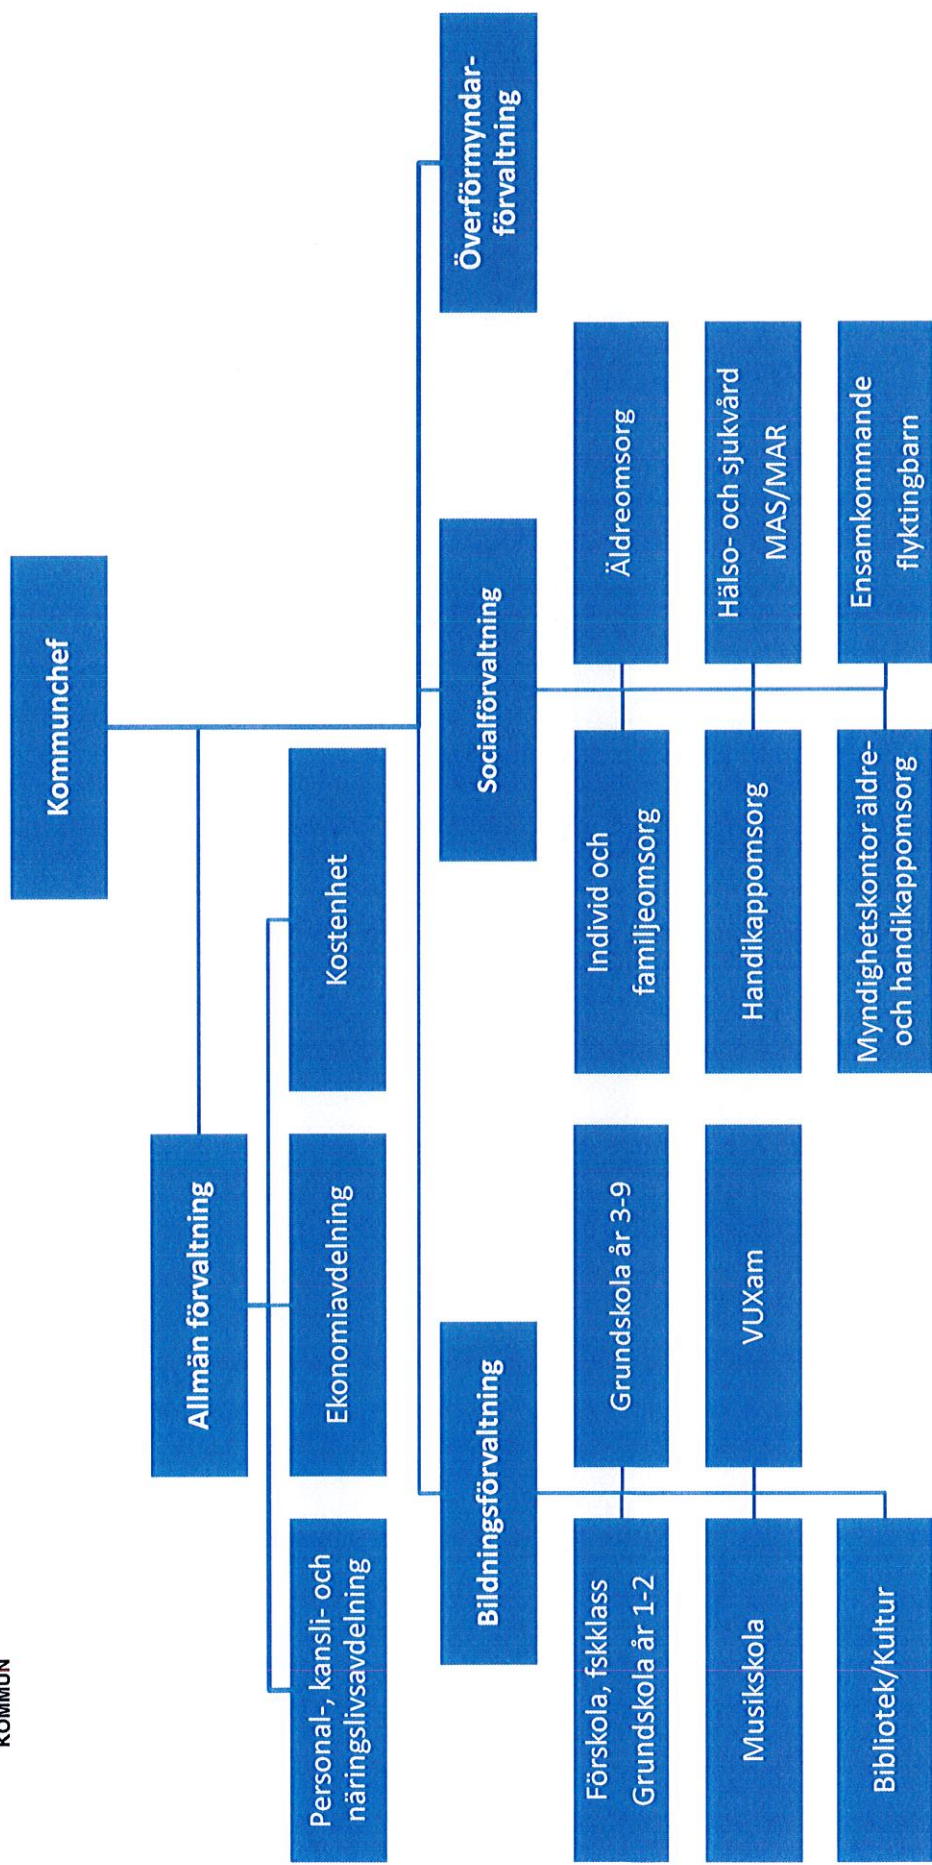 KOMMUN
Kommunchef
Allmän förvaltning
Personal-, kansli- och
näringslivsavdelning
Ekonomiavdelning
Kostenhet
Bildningsförvaltning
Socialförvaltning
Överförmyndar-
förvaltning
Förskola, fskklass
Grundskola år 1-2
Grundskola år 3-9
Musikskola
VUXam
Bibliotek/Kultur
Individ och
familjeomsorg
Äldreomsorg
Handikappomsorg
Hälso- och sjukvård
MAS/MAR
Myndighetskontor äldre-
och handikappomsorg
Ensamkommande
flyktingbarn